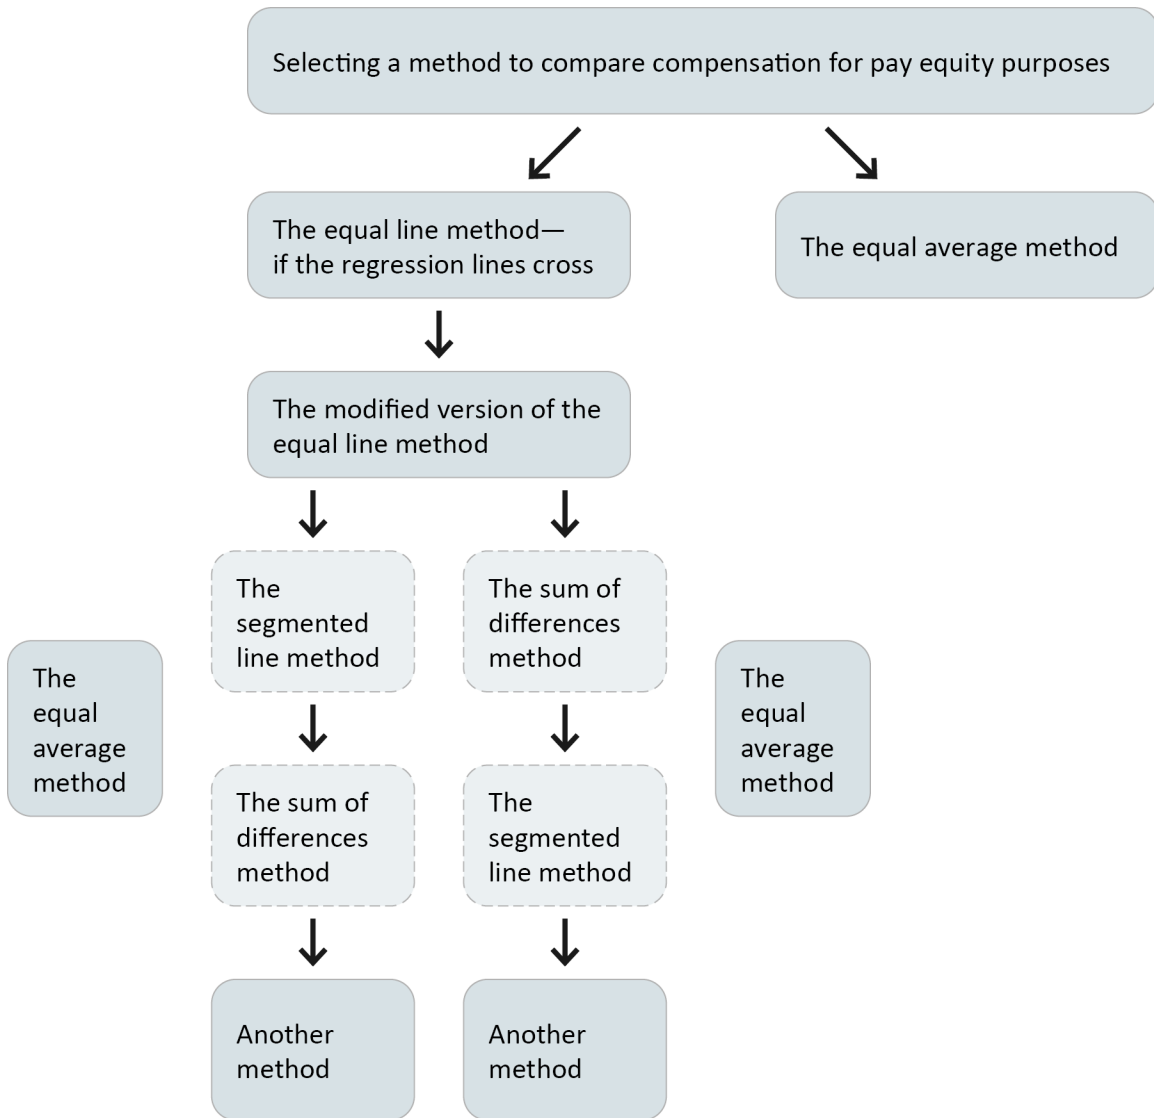 Selecting a method to compare compensation for pay equity purposes
The equal line method—
if the regression lines cross
The equal average method
The modified version of the
equal line method
The
segmented
line method
The sum of
differences
method
The
equal
average
method
The
equal
average
method
The sum of
differences
method
The
segmented
line method
Another
method
Another
method